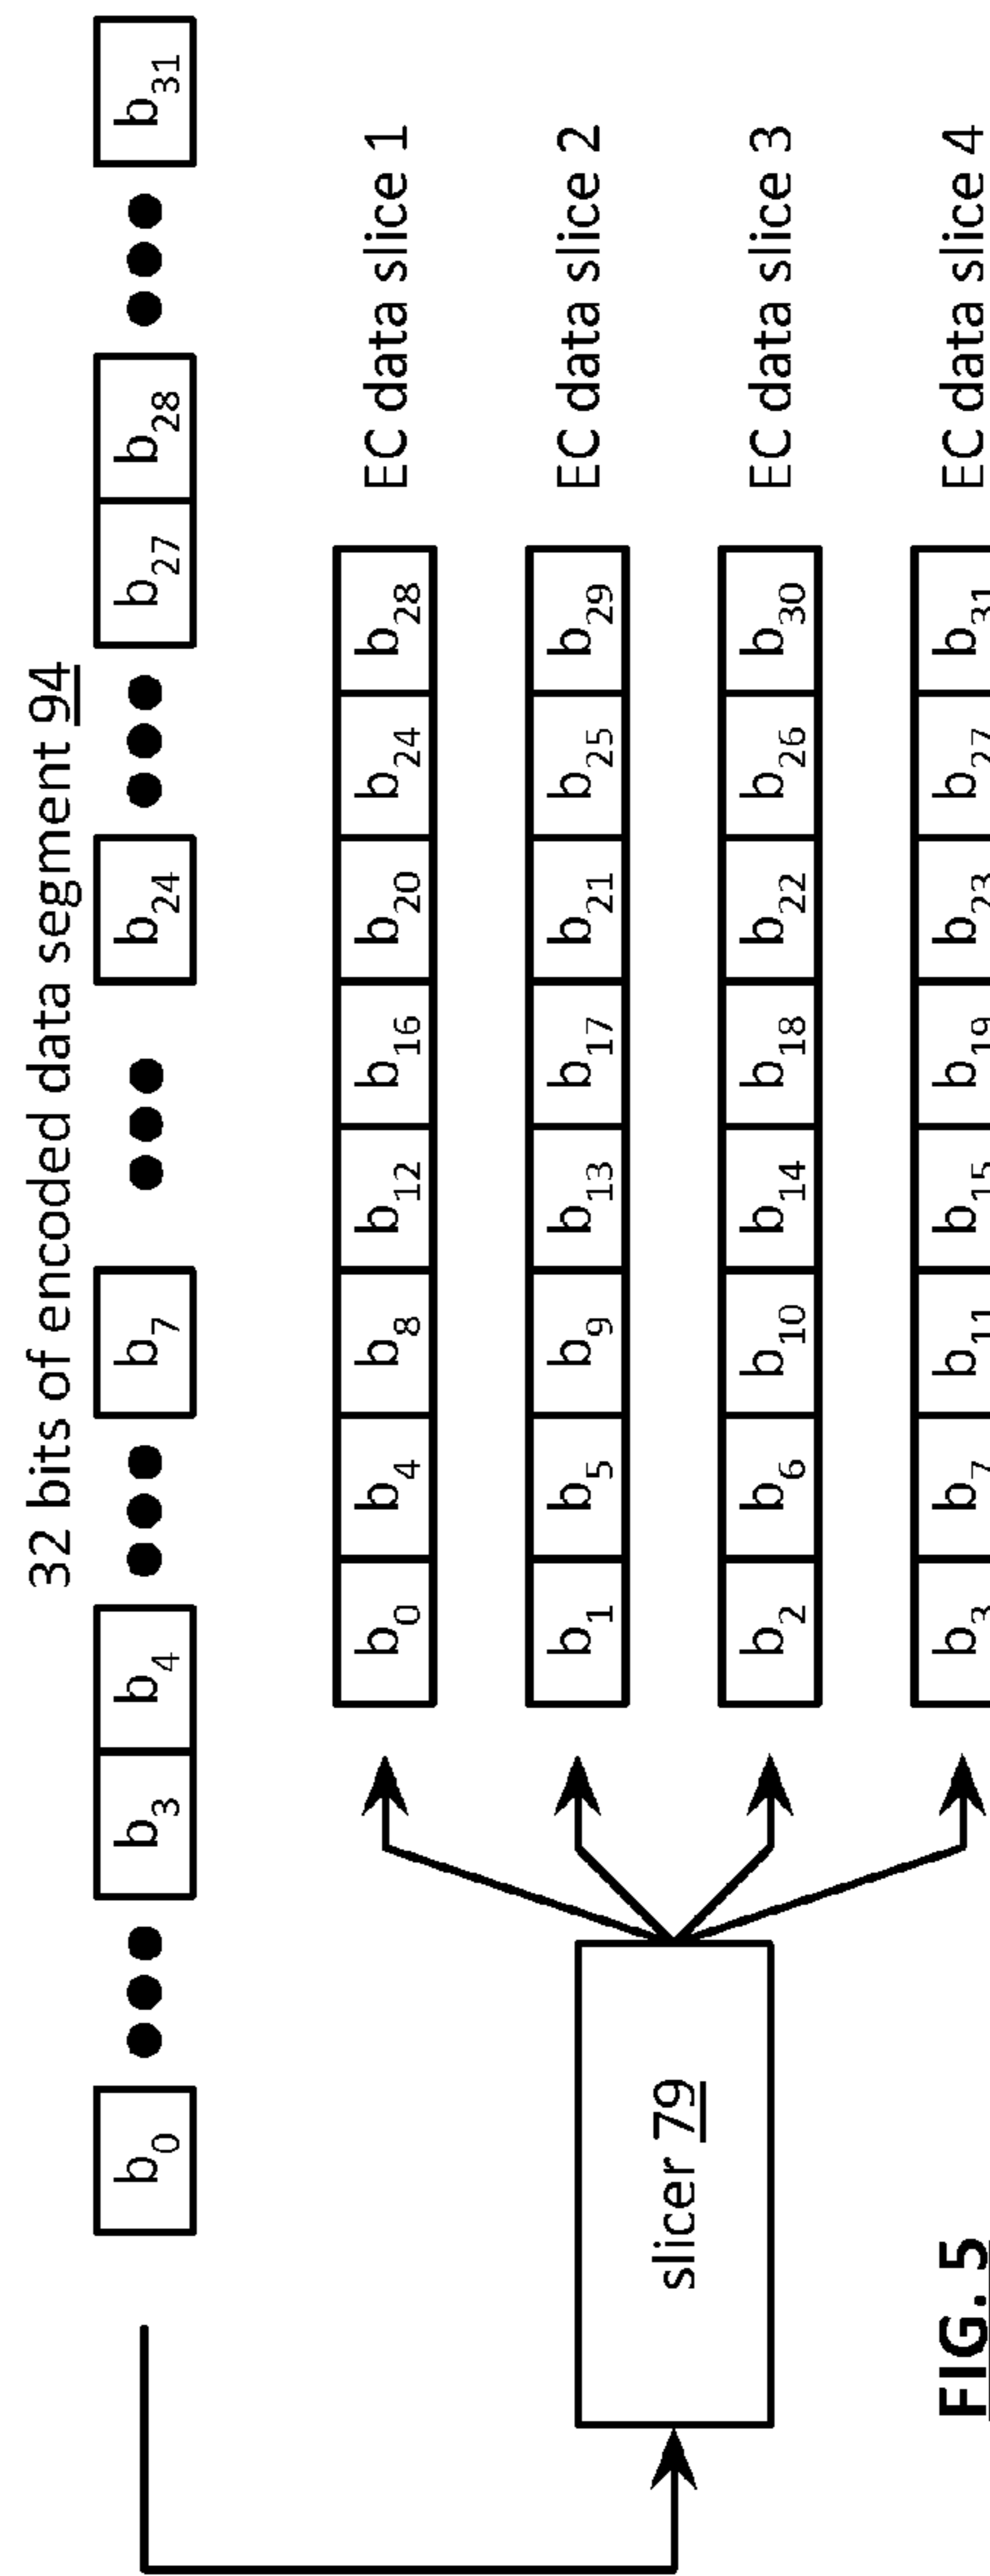 32 bits of encoded data segment 94
b0 ••• b3 b4 ••• b7 ••• b24 ••• b27 b28 ••• b31
b0 b4 b8 b12 b16 b20 b24 b28 EC data slice 1
b1 b5 b9 b13 b17 b21 b25 b29 EC data slice 2
slicer 79
b2 b6 b10 b14 b18 b22 b26 b30 EC data slice 3
b3 b7 b11 b15 b19 b23 b27 b31 EC data slice 4
FIG. 5